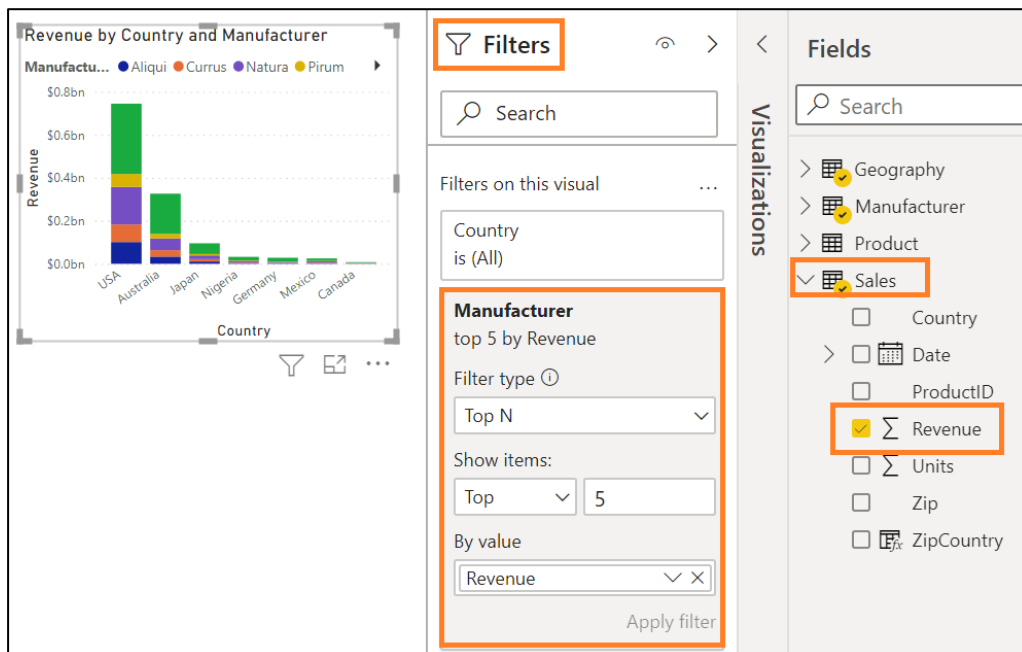 Revenue by Country and Manufacturer
Manufactu... Aliqui Currus Natura Pirum
$0.8bn
$0.6bn
$0.4bn
$0.2bn
$0.0bn
Revenue
USA
Australia
Japan
Nigeria
Germany
Mexico
Canada
Country
Filters
Search
Filters on this visual
...
Country
is (All)
Manufacturer
top 5 by Revenue
Filter type
Top N
Show items:
Top 5
By value
Revenue
Apply filter
Visualizations
Fields
Search
Geography
Manufacturer
Product
Sales
Country
Date
ProductID
Revenue
Units
Zip
ZipCountry